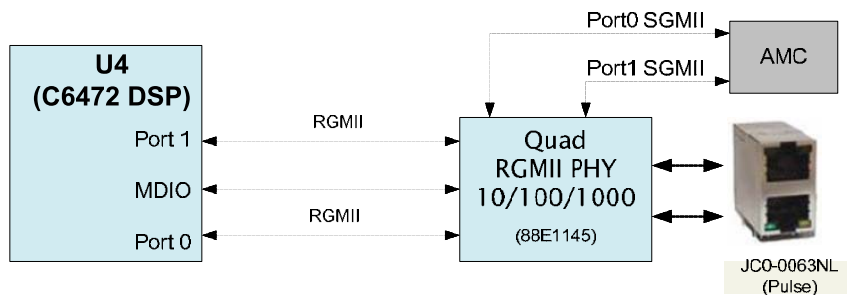 U4
(C6472 DSP)
Port 1
MDIO
Port 0
RGMII
RGMII
Port0 SGMII
Port1 SGMII
AMC
Quad
RGMII PHY
10/100/1000
(88E1145)
JC0-0063NL
(Pulse)